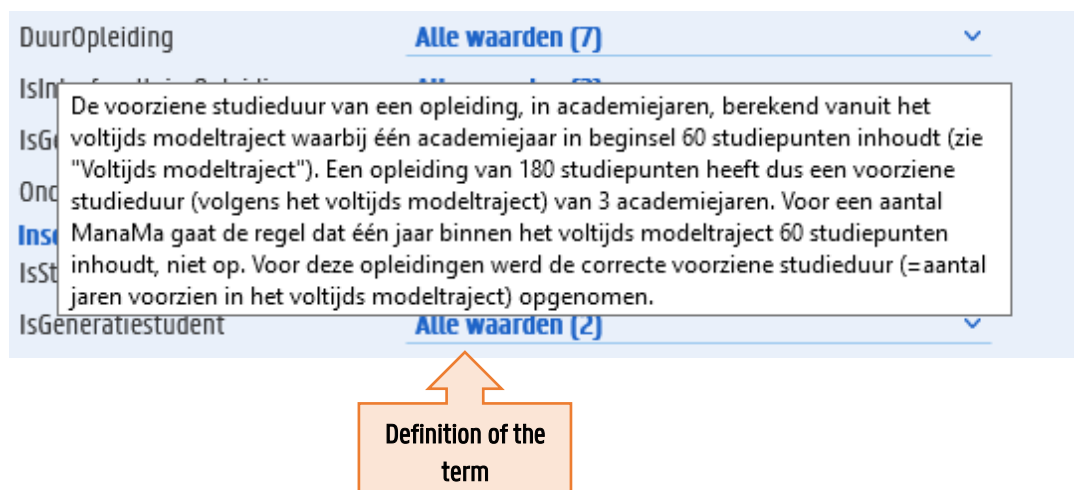 DuurOpleiding Alle waarden (7)
De voorziene studieduur van een opleiding, in academiejaren, berekend vanuit het
voltijds modeltraject waarbij één academiejaar in beginsel 60 studiepunten inhoudt (zie
"Voltijds modeltraject"). Een opleiding van 180 studiepunten heeft dus een voorziene
studieduur (volgens het voltijds modeltraject) van 3 academiejaren. Voor een aantal
ManaMa gaat de regel dat één jaar binnen het voltijds modeltraject 60 studiepunten
inhoudt, niet op. Voor deze opleidingen werd de correcte voorziene studieduur (=aantal
jaren voorzien in het voltijds modeltraject) opgenomen.
IsGeneratiestudent Alle waarden (2)
Definition of the
term